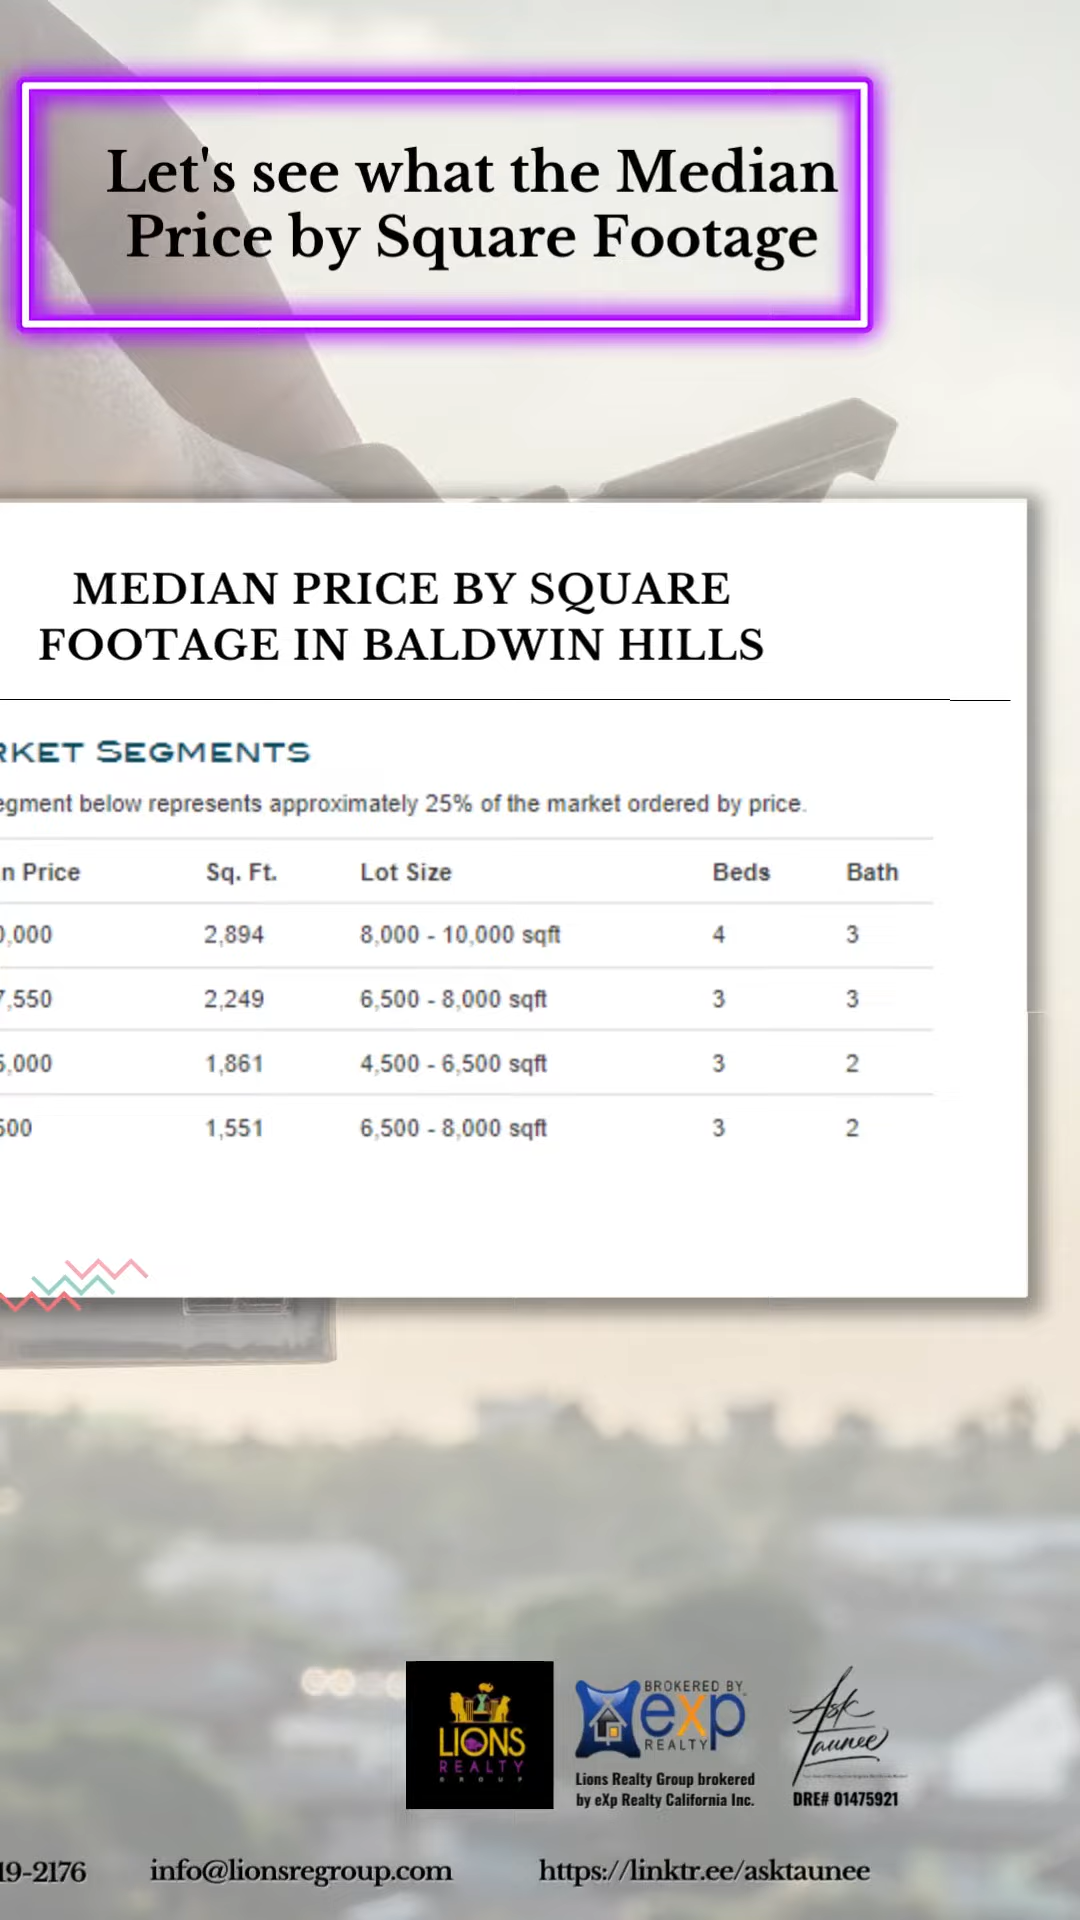 Let's see what the Median
Price by Square Footage
MEDIAN PRICE BY SQUARE
FOOTAGE IN BALDWIN HILLS
RKET SEGMENTS
egment below represents approximately 25% of the market ordered by price.
n Price Sq. Ft. Lot Size Beds Bath
0,000 2,894 8,000 - 10,000 sqft 4 3
7,550 2,249 6,500 - 8,000 sqft 3 3
5,000 1,861 4,500 - 6,500 sqft 3 2
500 1,551 6,500 - 8,000 sqft 3 2
LIONS
REALTY
GROUP
BROKERED BY
exp
REALTY
Lions Realty Group brokered
by eXp Realty California Inc.
Ask
Taunee
DRE# 01475921
19-2176 info@lionsregroup.com https://linktr.ee/asktaunee